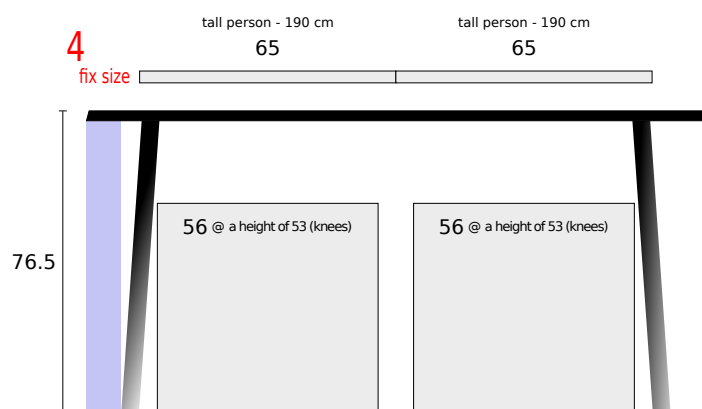 tall person - 190 cm
tall person - 190 cm
4
65
65
fix size
56 @ a height of 53 (knees)
56 @ a height of 53 (knees)
76.5